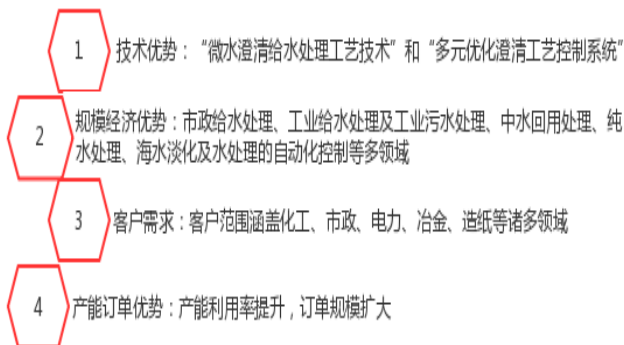 1 技术优势：“微水澄清给水处理工艺技术”和“多元优化澄清工艺控制系统”
2 规模经济优势：市政给水处理、工业给水处理及工业污水处理、中水回用处理、纯
水处理、海水淡化及水处理的自动化控制等多领域
3 客户需求：客户范围涵盖化工、市政、电力、冶金、造纸等诸多领域
4 产能订单优势：产能利用率提升，订单规模扩大